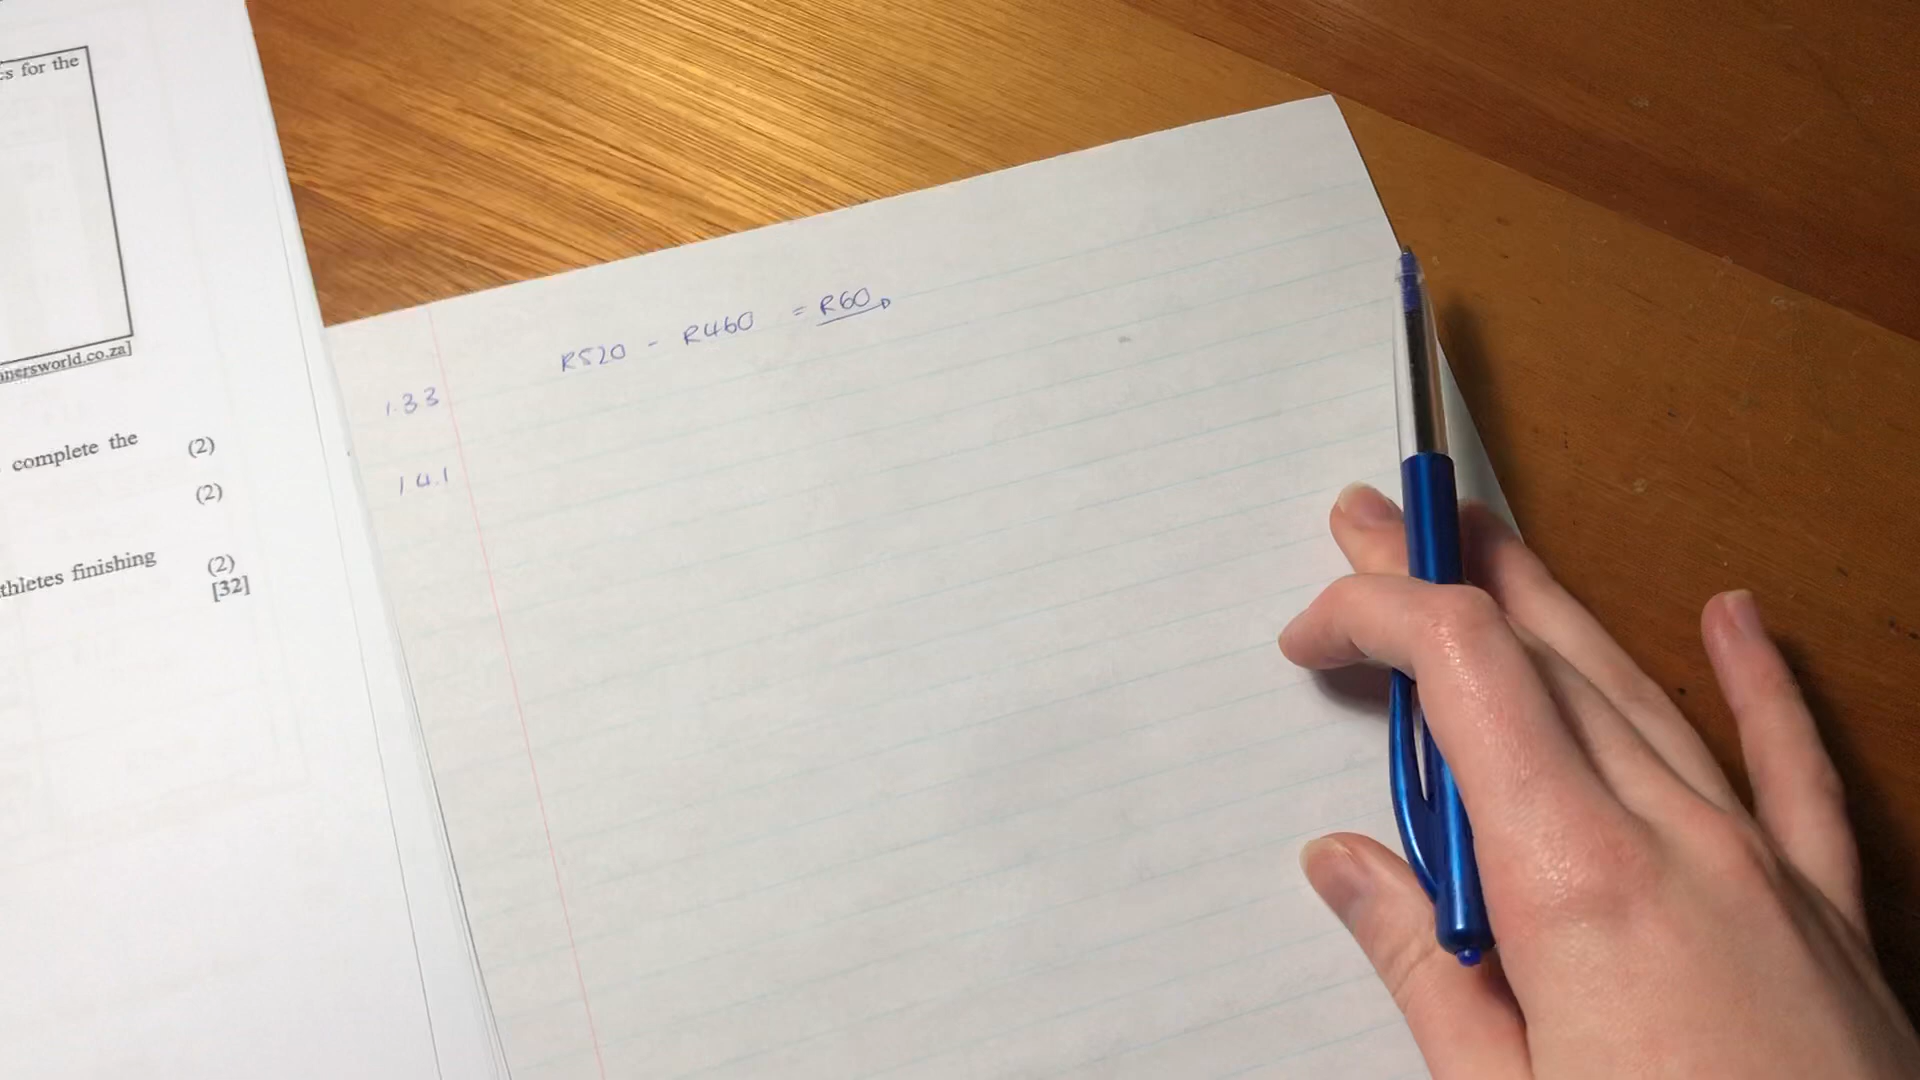 s for the
nersworld.co.za]
complete the (2)
(2)
thletes finishing (2)
[32]
R520 - R460 = R60
1.3 3
1 4.1